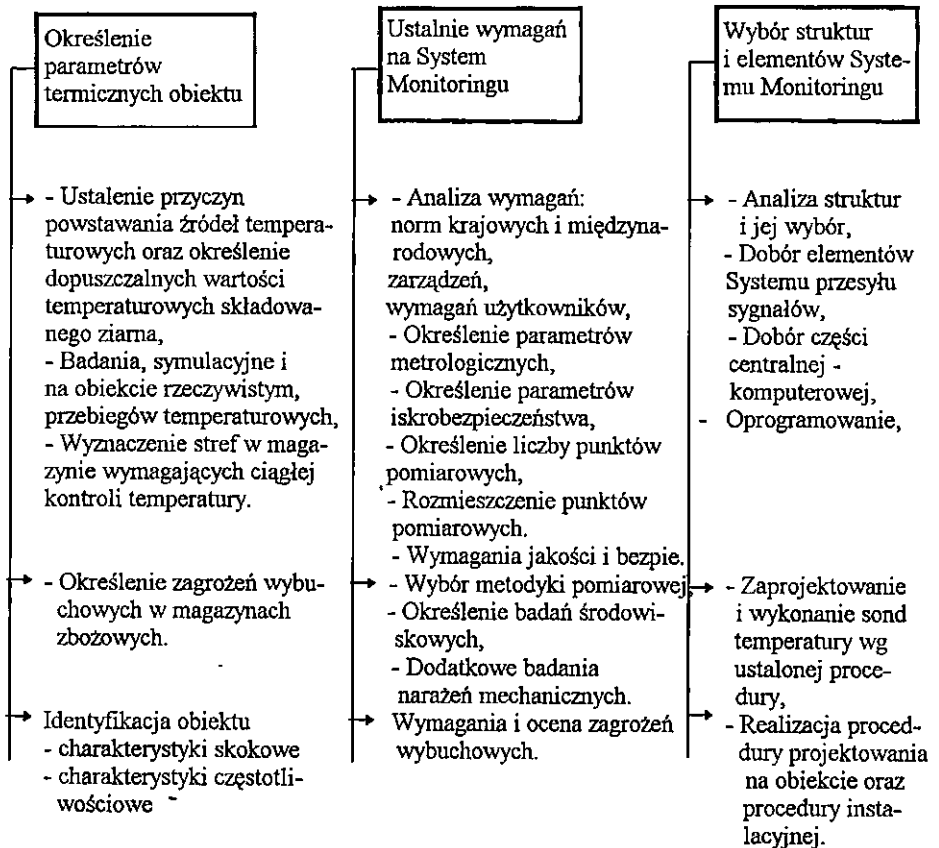 Określenie
parametrów
termicznych obiektu
- Ustalenie przyczyn
powstawania źródeł tempera-
turowych oraz określenie
dopuszczalnych wartości
temperaturowych składowa-
nego ziarna,
- Badania, symulacyjne i
na obiekcie rzeczywistym,
przebiegów temperaturowych,
- Wyznaczenie stref w maga-
zynie wymagających ciągłej
kontroli temperatury.
- Określenie zagrożeń wybu-
chowych w magazynach
zbożowych.
Identyfikacja obiektu
- charakterystyki skokowe
- charakterystyki częstotli-
wościowe
Ustalnie wymagań
na System
Monitoringu
- Analiza wymagań:
norm krajowych i międzyna-
rodowych,
zarządzeń,
wymagań użytkowników,
- Określenie parametrów
metrologicznych,
- Określenie parametrów
iskrobezpieczeństwa,
- Określenie liczby punktów
pomiarowych,
- Rozmieszczenie punktów
pomiarowych.
- Wymagania jakości i bezpie.
- Wybór metodyki pomiarowej,
- Określenie badań środowi-
skowych,
- Dodatkowe badania
narażeń mechanicznych.
Wymagania i ocena zagrożeń
wybuchowych.
Wybór struktur
i elementów Syste-
mu Monitoringu
- Analiza struktur
i jej wybór,
- Dobór elementów
Systemu przesyłu
sygnałów,
- Dobór części
centralnej -
komputerowej,
- Oprogramowanie,
- Zaprojektowanie
i wykonanie sond
temperatury wg
ustalonej proce-
dury,
- Realizacja proced-
dury projektowania
na obiekcie oraz
procedury insta-
lacyjnej.